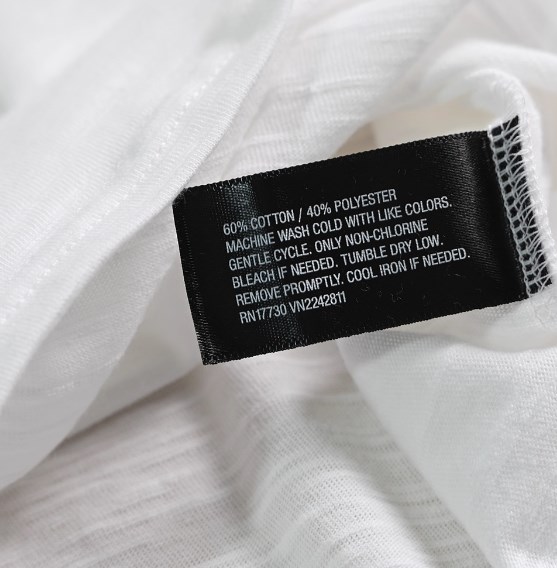 60% COTTON / 40% POLYESTER
MACHINE WASH COLD WITH LIKE COLORS.
GENTLE CYCLE. ONLY NON-CHLORINE
BLEACH IF NEEDED. TUMBLE DRY LOW.
REMOVE PROMPTLY. COOL IRON IF NEEDED.
RN17730 VN2242811